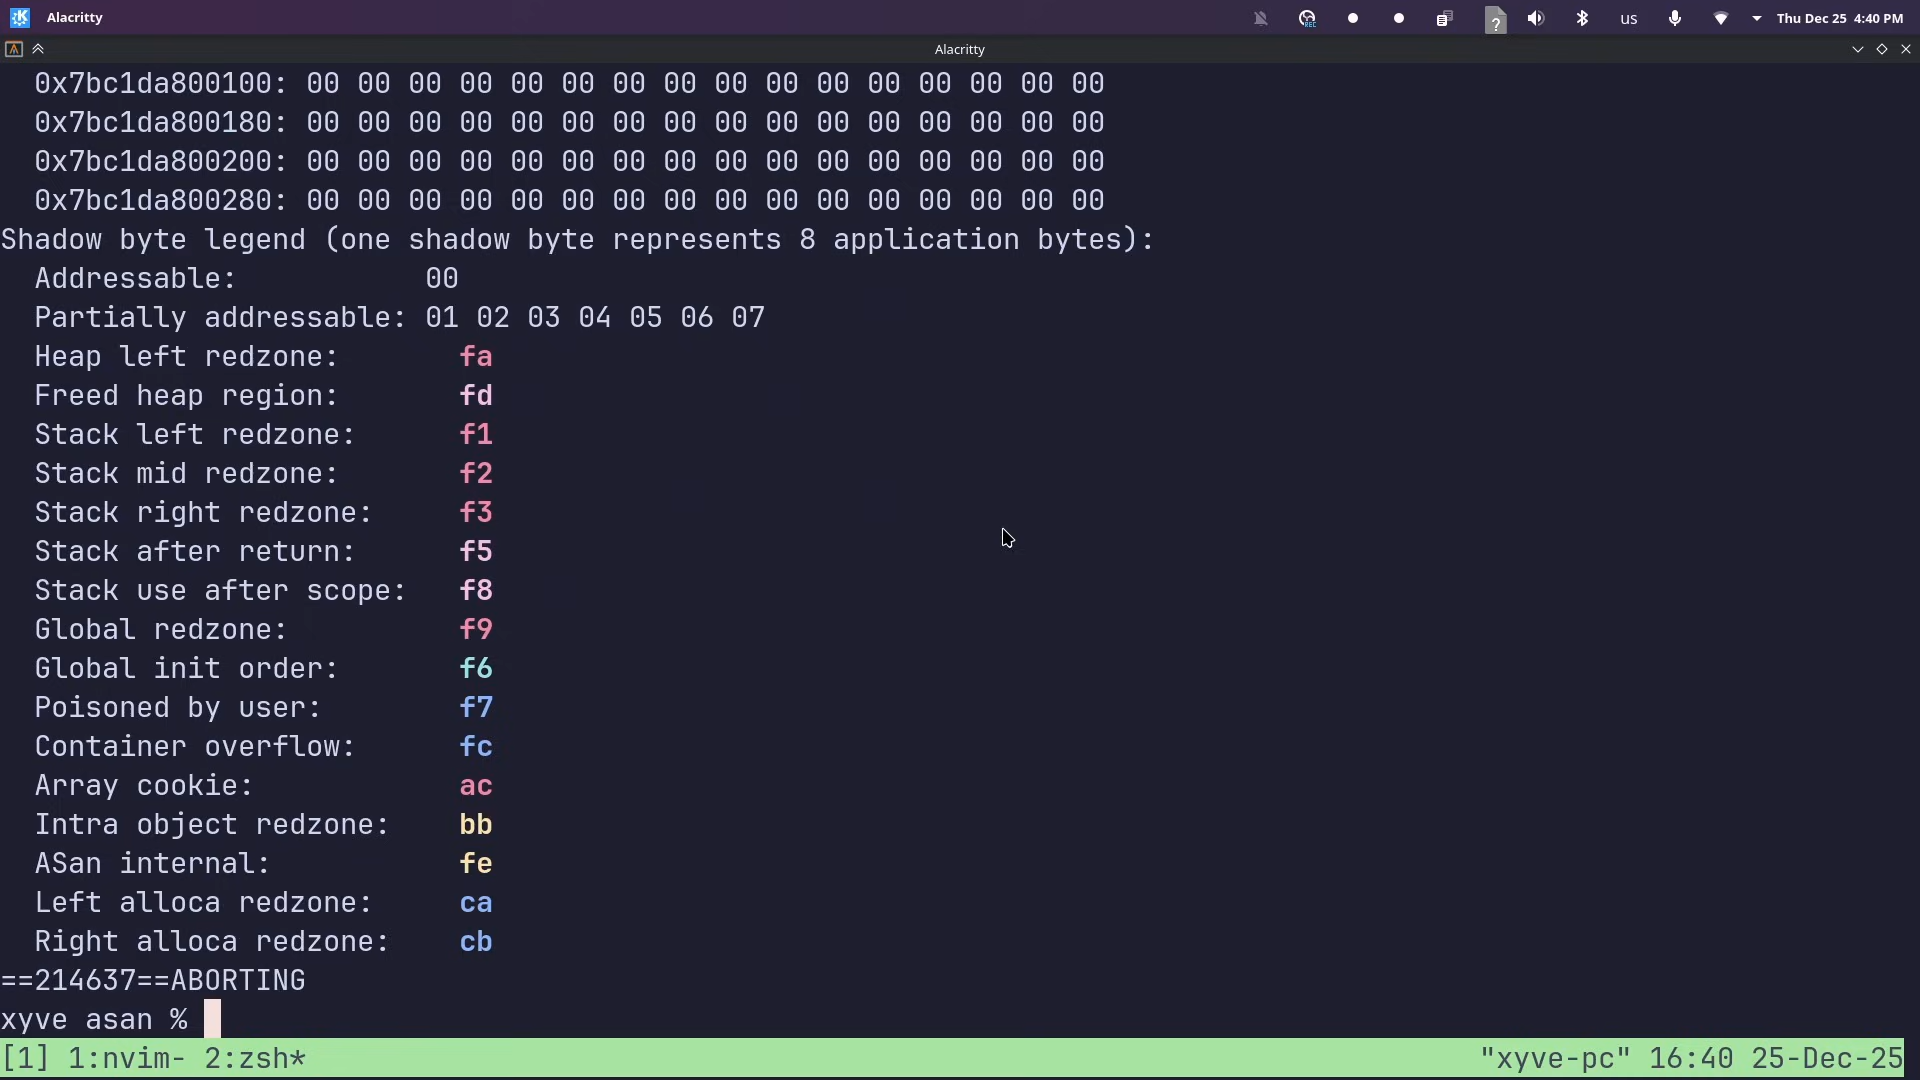 Alacritty
REC
us
Thu Dec 25 4:40 PM
Alacritty
0x7bc1da800100: 00 00 00 00 00 00 00 00 00 00 00 00 00 00 00 00
0x7bc1da800180: 00 00 00 00 00 00 00 00 00 00 00 00 00 00 00 00
0x7bc1da800200: 00 00 00 00 00 00 00 00 00 00 00 00 00 00 00 00
0x7bc1da800280: 00 00 00 00 00 00 00 00 00 00 00 00 00 00 00 00
Shadow byte legend (one shadow byte represents 8 application bytes):
Addressable: 00
Partially addressable: 01 02 03 04 05 06 07
Heap left redzone: fa
Freed heap region: fd
Stack left redzone: f1
Stack mid redzone: f2
Stack right redzone: f3
Stack after return: f5
Stack use after scope: f8
Global redzone: f9
Global init order: f6
Poisoned by user: f7
Container overflow: fc
Array cookie: ac
Intra object redzone: bb
ASan internal: fe
Left alloca redzone: ca
Right alloca redzone: cb
==214637==ABORTING
xyve asan %
[1] 1:nvim- 2:zsh* "xyve-pc" 16:40 25-Dec-25